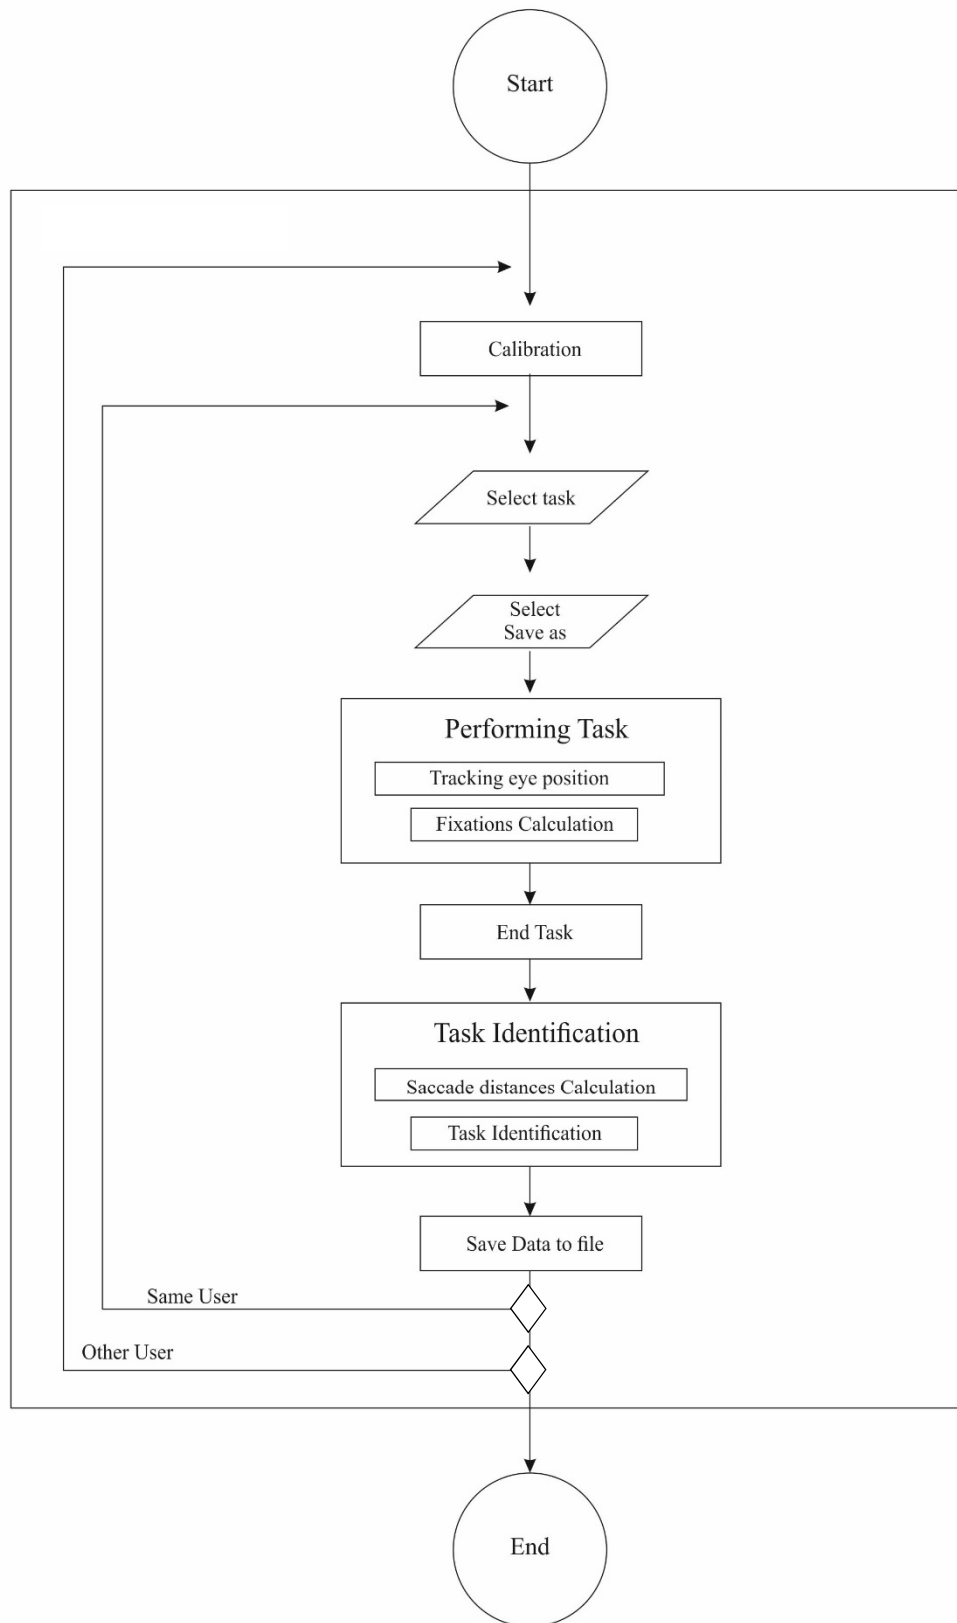 Start
Calibration
Select task
Select
Save as
Performing Task
Tracking eye position
Fixations Calculation
End Task
Task Identification
Saccade distances Calculation
Task Identification
Save Data to file
Same User
Other User
End